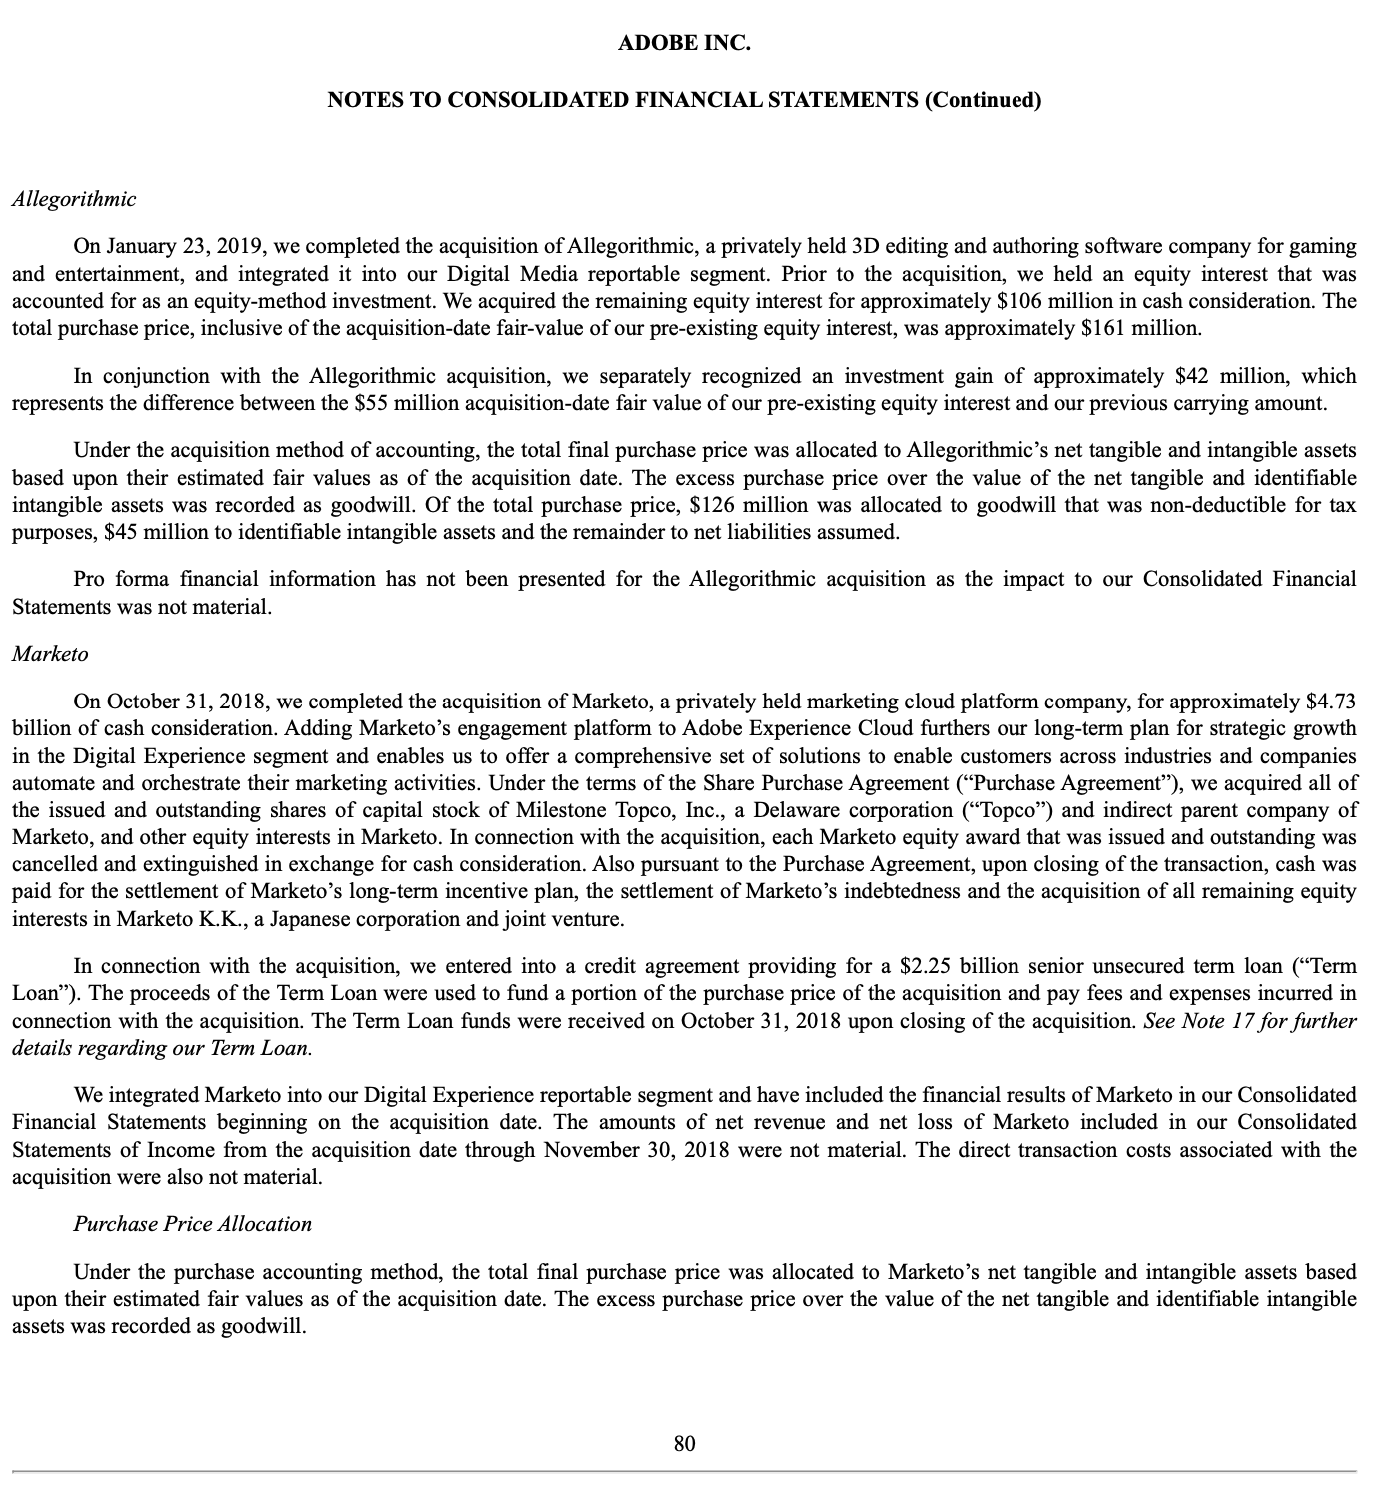 ADOBE INC.
NOTES TO CONSOLIDATED FINANCIAL STATEMENTS (Continued)
Allegorithmic
On January 23, 2019, we completed the acquisition of Allegorithmic, a privately held 3D editing and authoring software company for gaming
and entertainment, and integrated it into our Digital Media reportable segment. Prior to the acquisition, we held an equity interest that was
accounted for as an equity-method investment. We acquired the remaining equity interest for approximately $106 million in cash consideration. The
total purchase price, inclusive of the acquisition-date fair-value of our pre-existing equity interest, was approximately $161 million.
In conjunction with the Allegorithmic acquisition, we separately recognized an investment gain of approximately $42 million, which
represents the difference between the $55 million acquisition-date fair value of our pre-existing equity interest and our previous carrying amount.
Under the acquisition method of accounting, the total final purchase price was allocated to Allegorithmic’s net tangible and intangible assets
based upon their estimated fair values as of the acquisition date. The excess purchase price over the value of the net tangible and identifiable
intangible assets was recorded as goodwill. Of the total purchase price, $126 million was allocated to goodwill that was non-deductible for tax
purposes, $45 million to identifiable intangible assets and the remainder to net liabilities assumed.
Pro forma financial information has not been presented for the Allegorithmic acquisition as the impact to our Consolidated Financial
Statements was not material.
Marketo
On October 31, 2018, we completed the acquisition of Marketo, a privately held marketing cloud platform company, for approximately $4.73
billion of cash consideration. Adding Marketo’s engagement platform to Adobe Experience Cloud furthers our long-term plan for strategic growth
in the Digital Experience segment and enables us to offer a comprehensive set of solutions to enable customers across industries and companies
automate and orchestrate their marketing activities. Under the terms of the Share Purchase Agreement (“Purchase Agreement”), we acquired all of
the issued and outstanding shares of capital stock of Milestone Topco, Inc., a Delaware corporation (“Topco”) and indirect parent company of
Marketo, and other equity interests in Marketo. In connection with the acquisition, each Marketo equity award that was issued and outstanding was
cancelled and extinguished in exchange for cash consideration. Also pursuant to the Purchase Agreement, upon closing of the transaction, cash was
paid for the settlement of Marketo’s long-term incentive plan, the settlement of Marketo’s indebtedness and the acquisition of all remaining equity
interests in Marketo K.K., a Japanese corporation and joint venture.
In connection with the acquisition, we entered into a credit agreement providing for a $2.25 billion senior unsecured term loan (“Term
Loan”). The proceeds of the Term Loan were used to fund a portion of the purchase price of the acquisition and pay fees and expenses incurred in
connection with the acquisition. The Term Loan funds were received on October 31, 2018 upon closing of the acquisition. See Note 17 for further
details regarding our Term Loan.
We integrated Marketo into our Digital Experience reportable segment and have included the financial results of Marketo in our Consolidated
Financial Statements beginning on the acquisition date. The amounts of net revenue and net loss of Marketo included in our Consolidated
Statements of Income from the acquisition date through November 30, 2018 were not material. The direct transaction costs associated with the
acquisition were also not material.
Purchase Price Allocation
Under the purchase accounting method, the total final purchase price was allocated to Marketo’s net tangible and intangible assets based
upon their estimated fair values as of the acquisition date. The excess purchase price over the value of the net tangible and identifiable intangible
assets was recorded as goodwill.
80